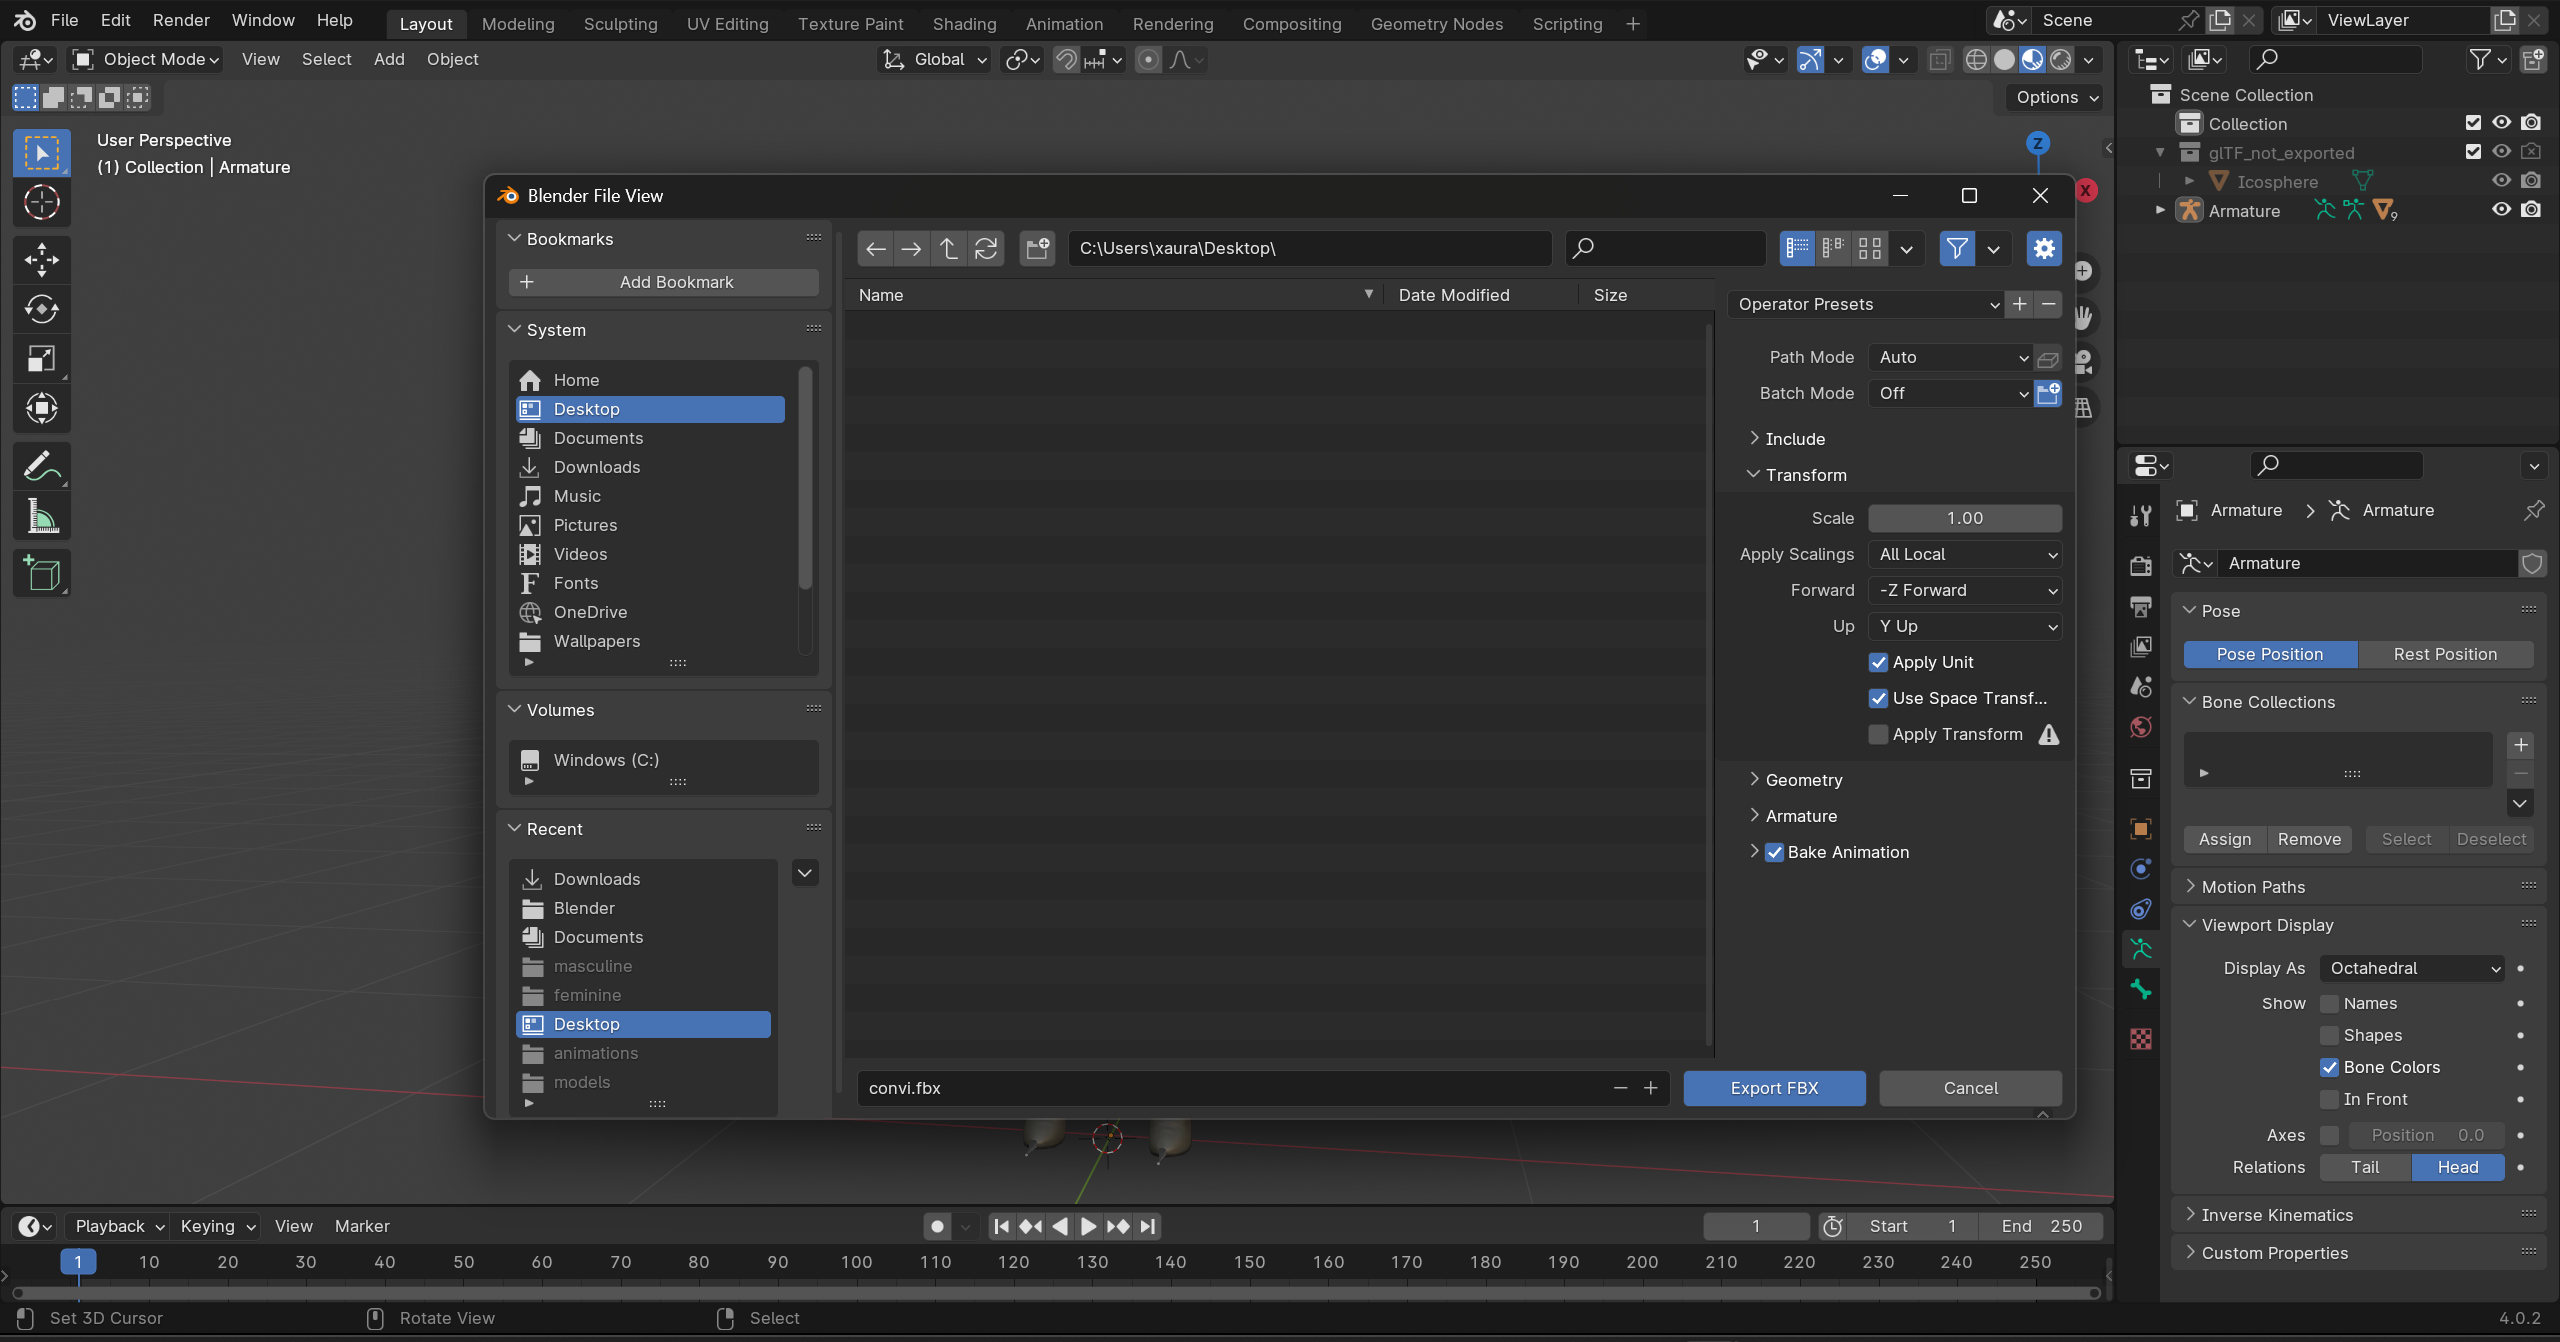 File Edit Render Window Help Layout Modeling Sculpting UV Editing Texture Paint Shading Animation Rendering Compositing Geometry Nodes Scripting + Scene ViewLayer
Object Mode View Select Add Object Global
Options
User Perspective
(1) Collection | Armature
Z
X
Scene Collection
Collection
glTF_not_exported
Icosphere
Armature 9
Blender File View
Bookmarks
Add Bookmark
System
Home
Desktop
Documents
Downloads
Music
Pictures
Videos
Fonts
OneDrive
Wallpapers
Volumes
Windows (C:)
Recent
Downloads
Blender
Documents
masculine
feminine
Desktop
animations
models
C:\Users\xaura\Desktop\
Name Date Modified Size
convi.fbx
Export FBX Cancel
Operator Presets
Path Mode Auto
Batch Mode Off
Include
Transform
Scale 1.00
Apply Scalings All Local
Forward -Z Forward
Up Y Up
Apply Unit
Use Space Transf...
Apply Transform
Geometry
Armature
Bake Animation
Armature > Armature
Armature
Pose
Pose Position Rest Position
Bone Collections
Assign Remove Select Deselect
Motion Paths
Viewport Display
Display As Octahedral
Show Names
Shapes
Bone Colors
In Front
Axes Position 0.0
Relations Tail Head
Inverse Kinematics
Custom Properties
Playback Keying View Marker 1 Start 1 End 250
1 10 20 30 40 50 60 70 80 90 100 110 120 130 140 150 160 170 180 190 200 210 220 230 240 250
Set 3D Cursor Rotate View Select 4.0.2